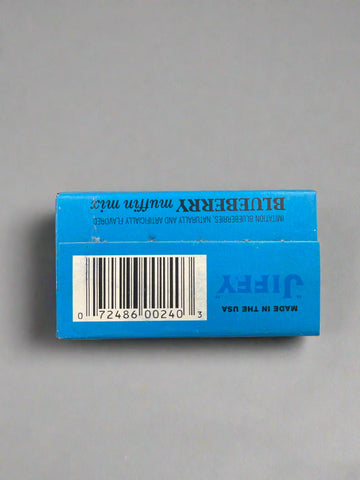 BLUEBERRY muffin mix
IMITATION BLUEBERRIES, NATURALLY AND ARTIFICIALLY FLAVORED
JIFFY
MADE IN THE USA
0 72486 00240 3